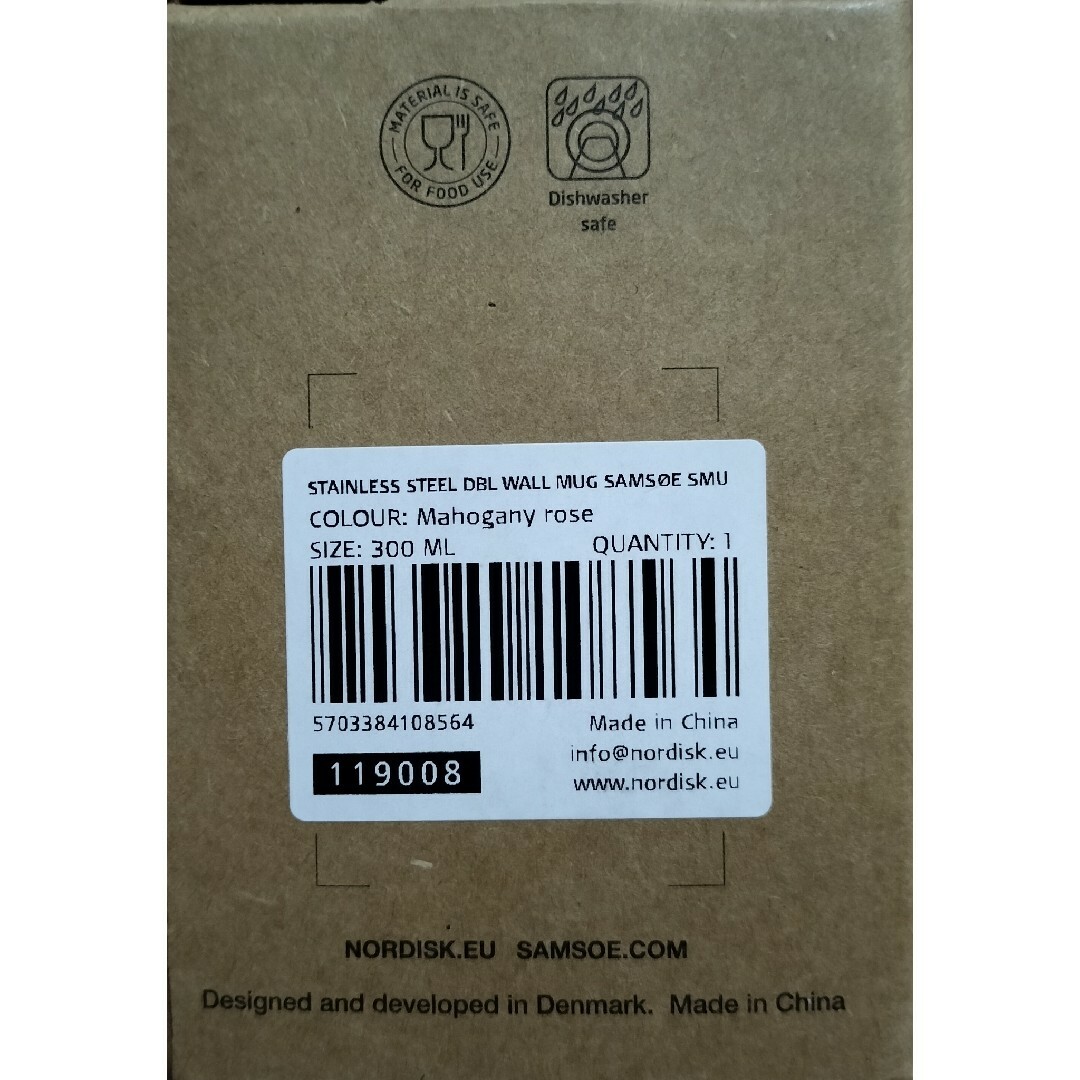 MATERIAL IS SAFE
FOR FOOD USE
Dishwasher
safe
STAINLESS STEEL DBL WALL MUG SAMSØE SMU
COLOUR: Mahogany rose
SIZE: 300 ML QUANTITY: 1
5703384108564 Made in China
info@nordisk.eu
119008 www.nordisk.eu
NORDISK.EU SAMSOE.COM
Designed and developed in Denmark. Made in China